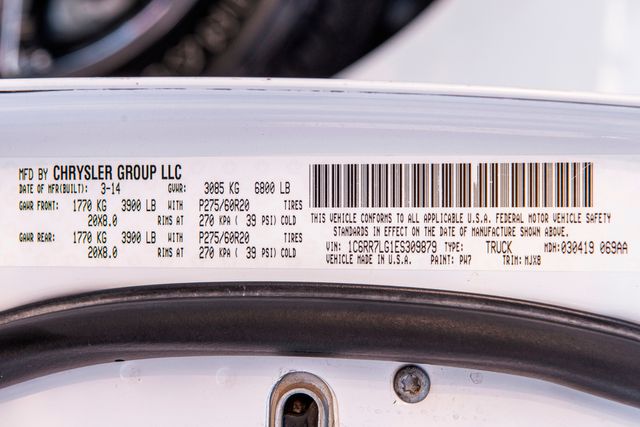 MFD BY CHRYSLER GROUP LLC
DATE OF MFR(BUILT): 3-14 GVWR: 3085 KG 6800 LB
GAWR FRONT: 1770 KG 3900 LB WITH P275/60R20 TIRES
20X8.0 RIMS AT 270 KPA ( 39 PSI) COLD
GAWR REAR: 1770 KG 3900 LB WITH P275/60R20 TIRES
20X8.0 RIMS AT 270 KPA ( 39 PSI) COLD
THIS VEHICLE CONFORMS TO ALL APPLICABLE U.S.A. FEDERAL MOTOR VEHICLE SAFETY
STANDARDS IN EFFECT ON THE DATE OF MANUFACTURE SHOWN ABOVE.
VIN: 1C6RR7LG1ES309879 TYPE: TRUCK MDH: 030419 069AA
VEHICLE MADE IN U.S.A. PAINT: PW7 TRIM: MJX8